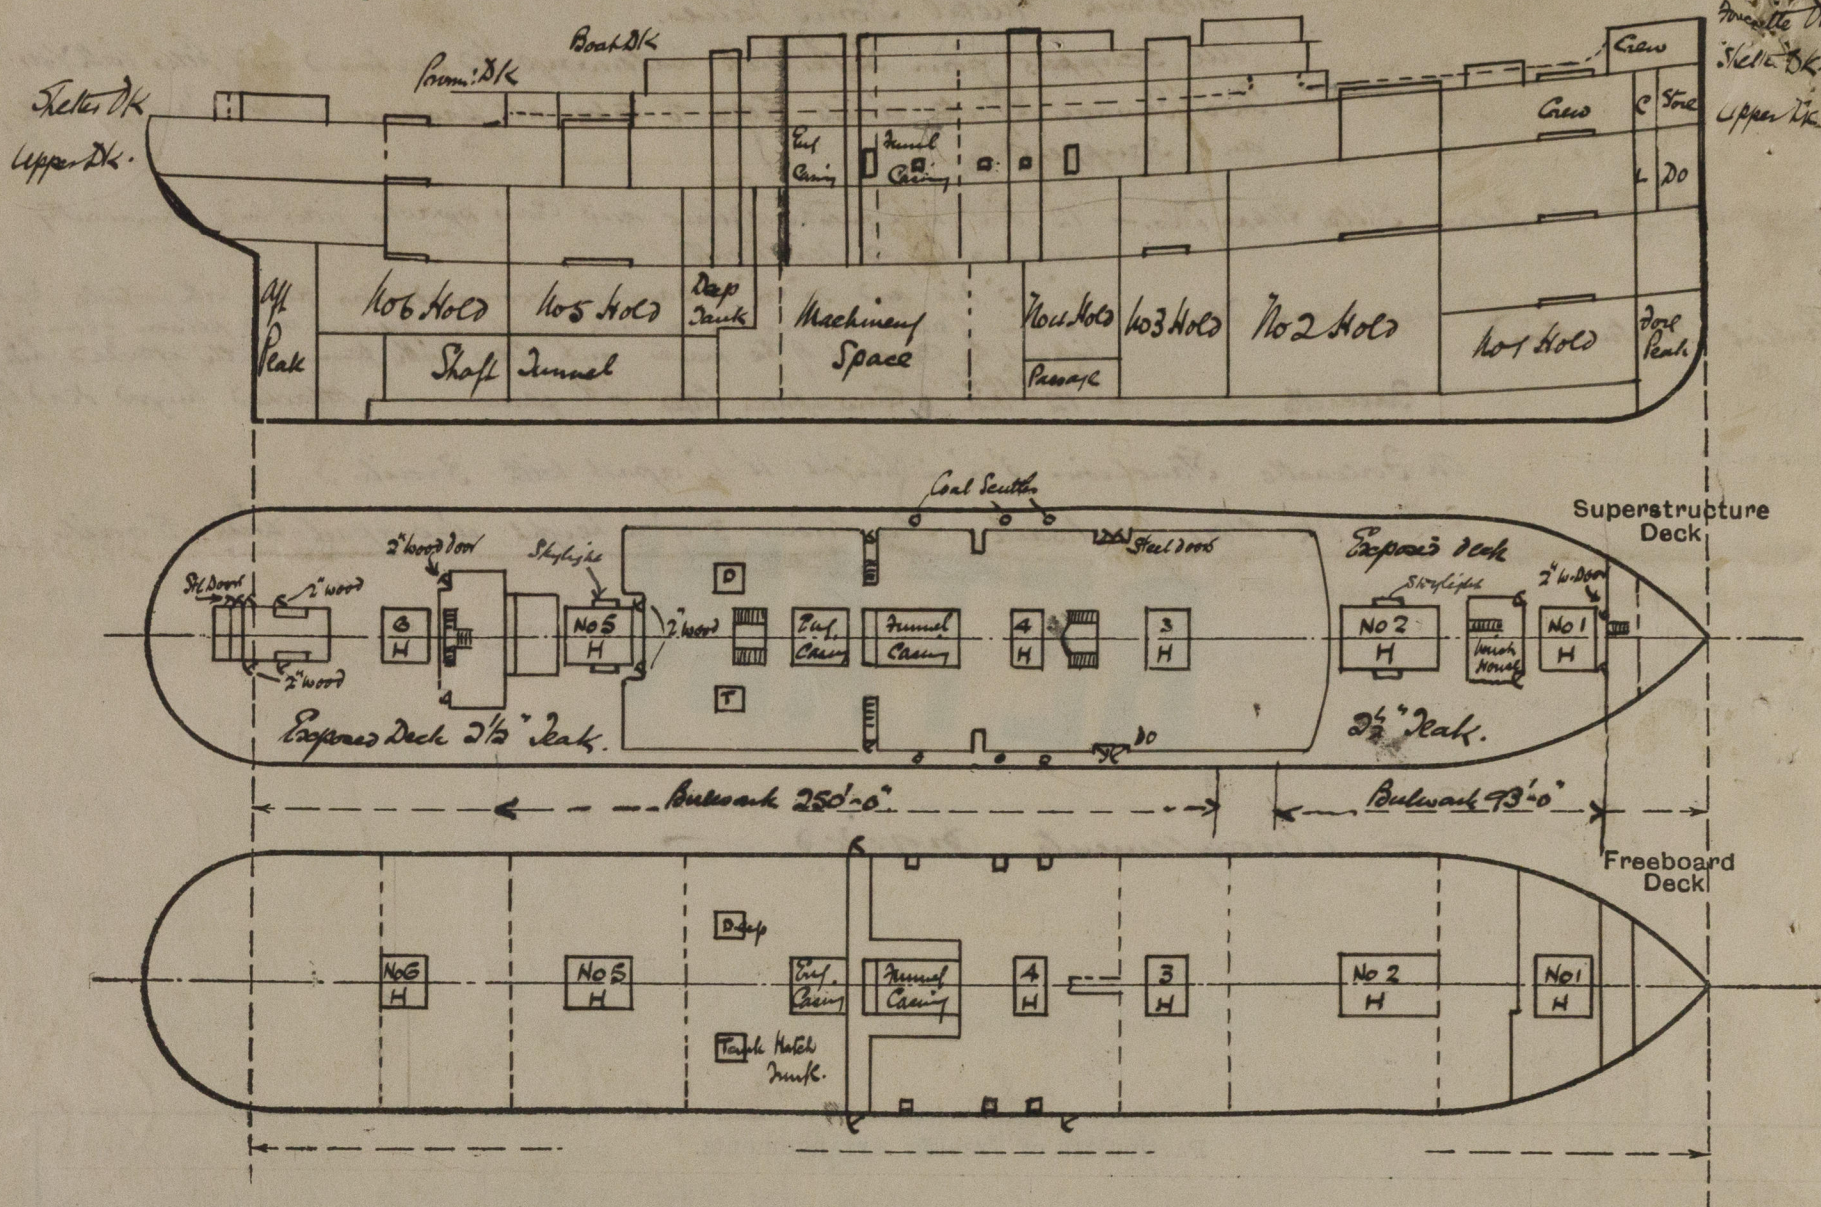 Boat DK
Prom: DK
Shelter DK
Upper DK.
Crew
Shelter DK.
Upper DK.
Crew
C
Store
Eng
Casing
Funnel
Casing
L
DO
Aft
Peak
No 6 Hold
No 5 Hold
Deep
Tank
Machinery
Space
No 4 Hold
No 3 Hold
No 2 Hold
No 1 Hold
Fore
Peak
Shaft Tunnel
Passage
Coal Scuttles
Superstructure
Deck
2" Wood Door
Skylight
Steel door
Exposed deck
Skylight
2" W. Door
Stl Door
2" wood
D
6
H
No 5
H
2" wood
Eng.
Casing
Funnel
Casing
4
H
3
H
No 2
H
House
No 1
H
2" wood
T
Exposed Deck 2 1/2" Teak.
DO
2 1/2" Teak.
Bulwark 250'-0"
Bulwark 93'-0"
Freeboard
Deck
Deep
No 6
H
No 5
H
Eng.
Casing
Funnel
Casing
4
H
3
H
No 2
H
No 1
H
Tank Hatch
Trunk.